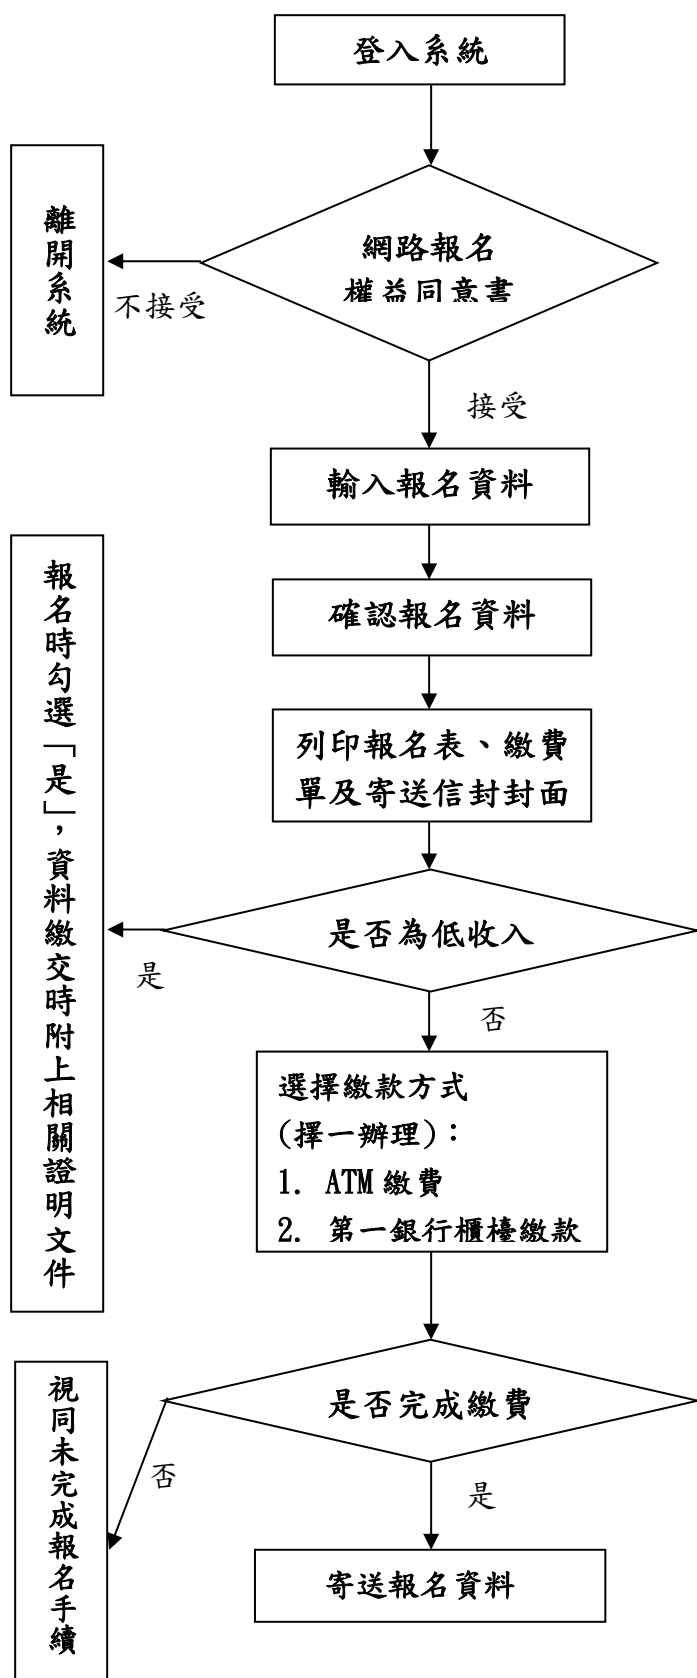 登入系統
離開系統
網路報名
權益同意書
不接受
接受
輸入報名資料
確認報名資料
列印報名表、繳費
單及寄送信封封面
報名時勾選「是」，資料繳交時附上相關證明文件
是否為低收入
是
否
選擇繳款方式
(擇一辦理)：
1. ATM 繳費
2. 第一銀行櫃檯繳款
是否完成繳費
視同未完成報名手續
否
是
寄送報名資料